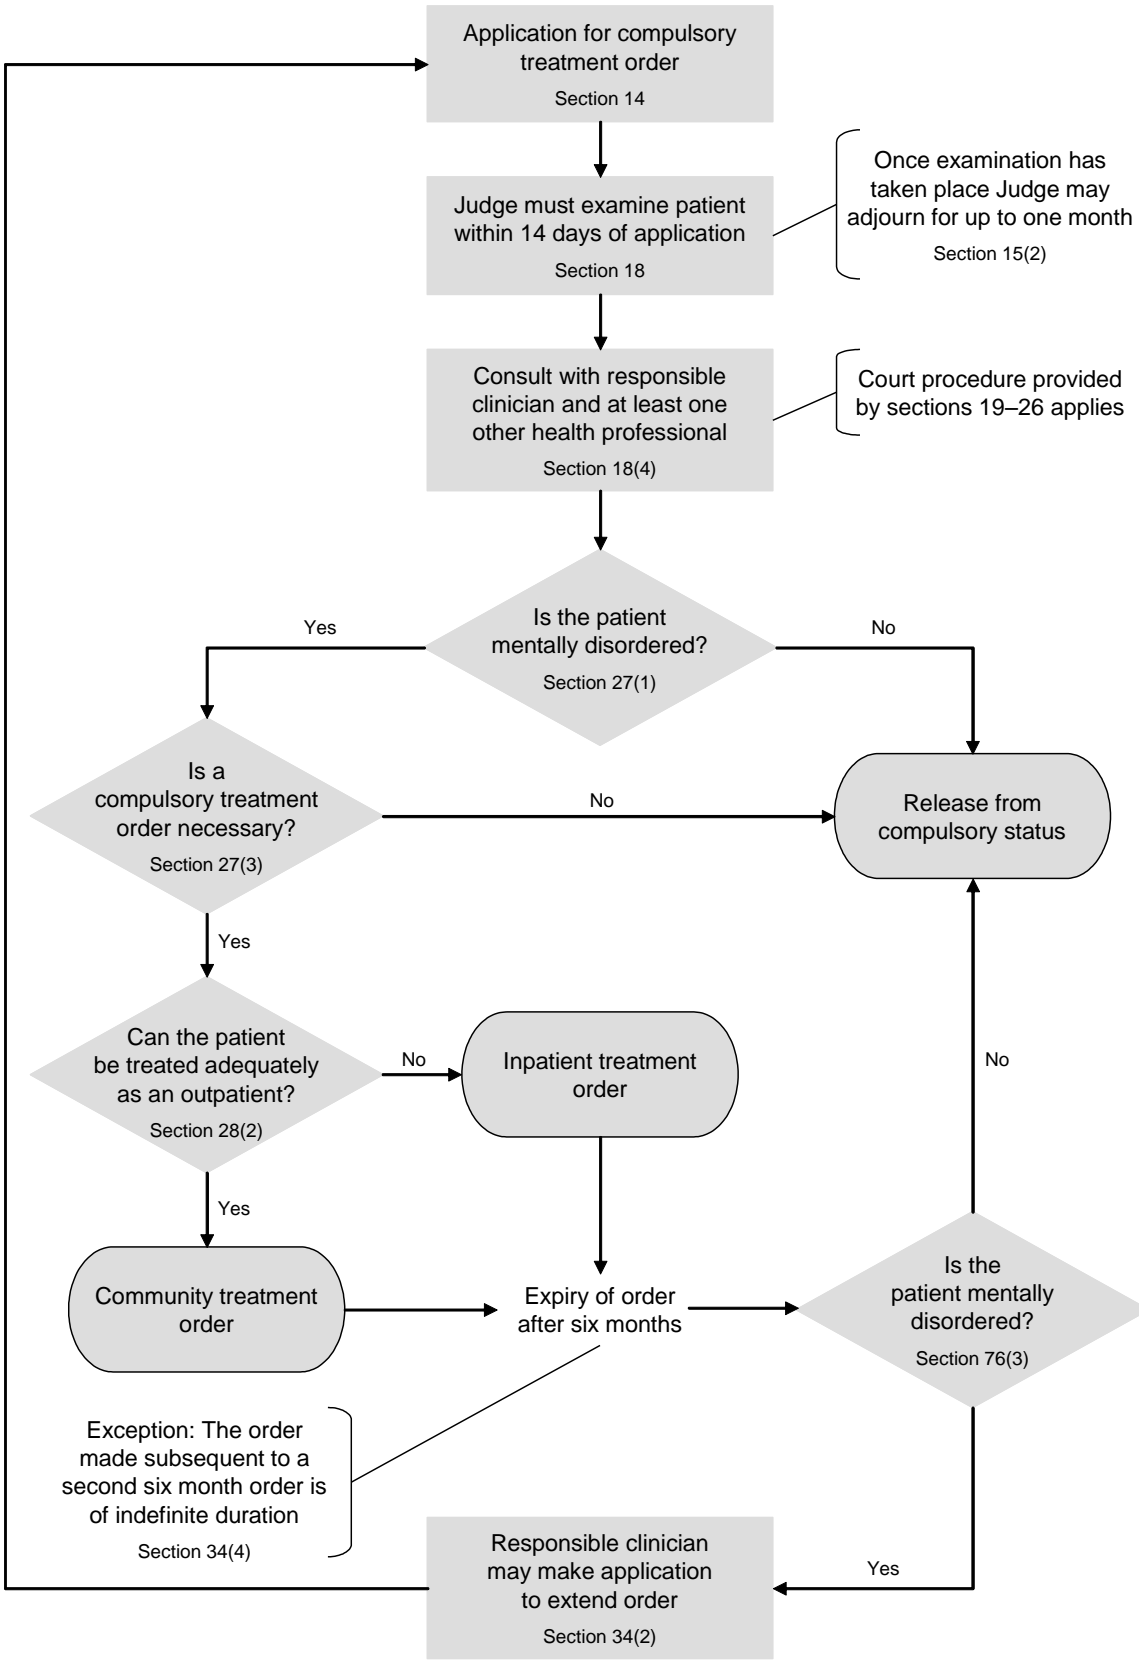 Application for compulsory
treatment order
Section 14
Judge must examine patient
within 14 days of application
Section 18
Once examination has
taken place Judge may
adjourn for up to one month
Section 15(2)
Consult with responsible
clinician and at least one
other health professional
Section 18(4)
Court procedure provided
by sections 19–26 applies
Is the patient
mentally disordered?
Section 27(1)
Yes
No
Is a
compulsory treatment
order necessary?
Section 27(3)
No
Release from
compulsory status
Yes
Can the patient
be treated adequately
as an outpatient?
Section 28(2)
No
Inpatient treatment
order
No
Yes
Community treatment
order
Expiry of order
after six months
Is the
patient mentally
disordered?
Section 76(3)
Exception: The order
made subsequent to a
second six month order is
of indefinite duration
Section 34(4)
Responsible clinician
may make application
to extend order
Section 34(2)
Yes